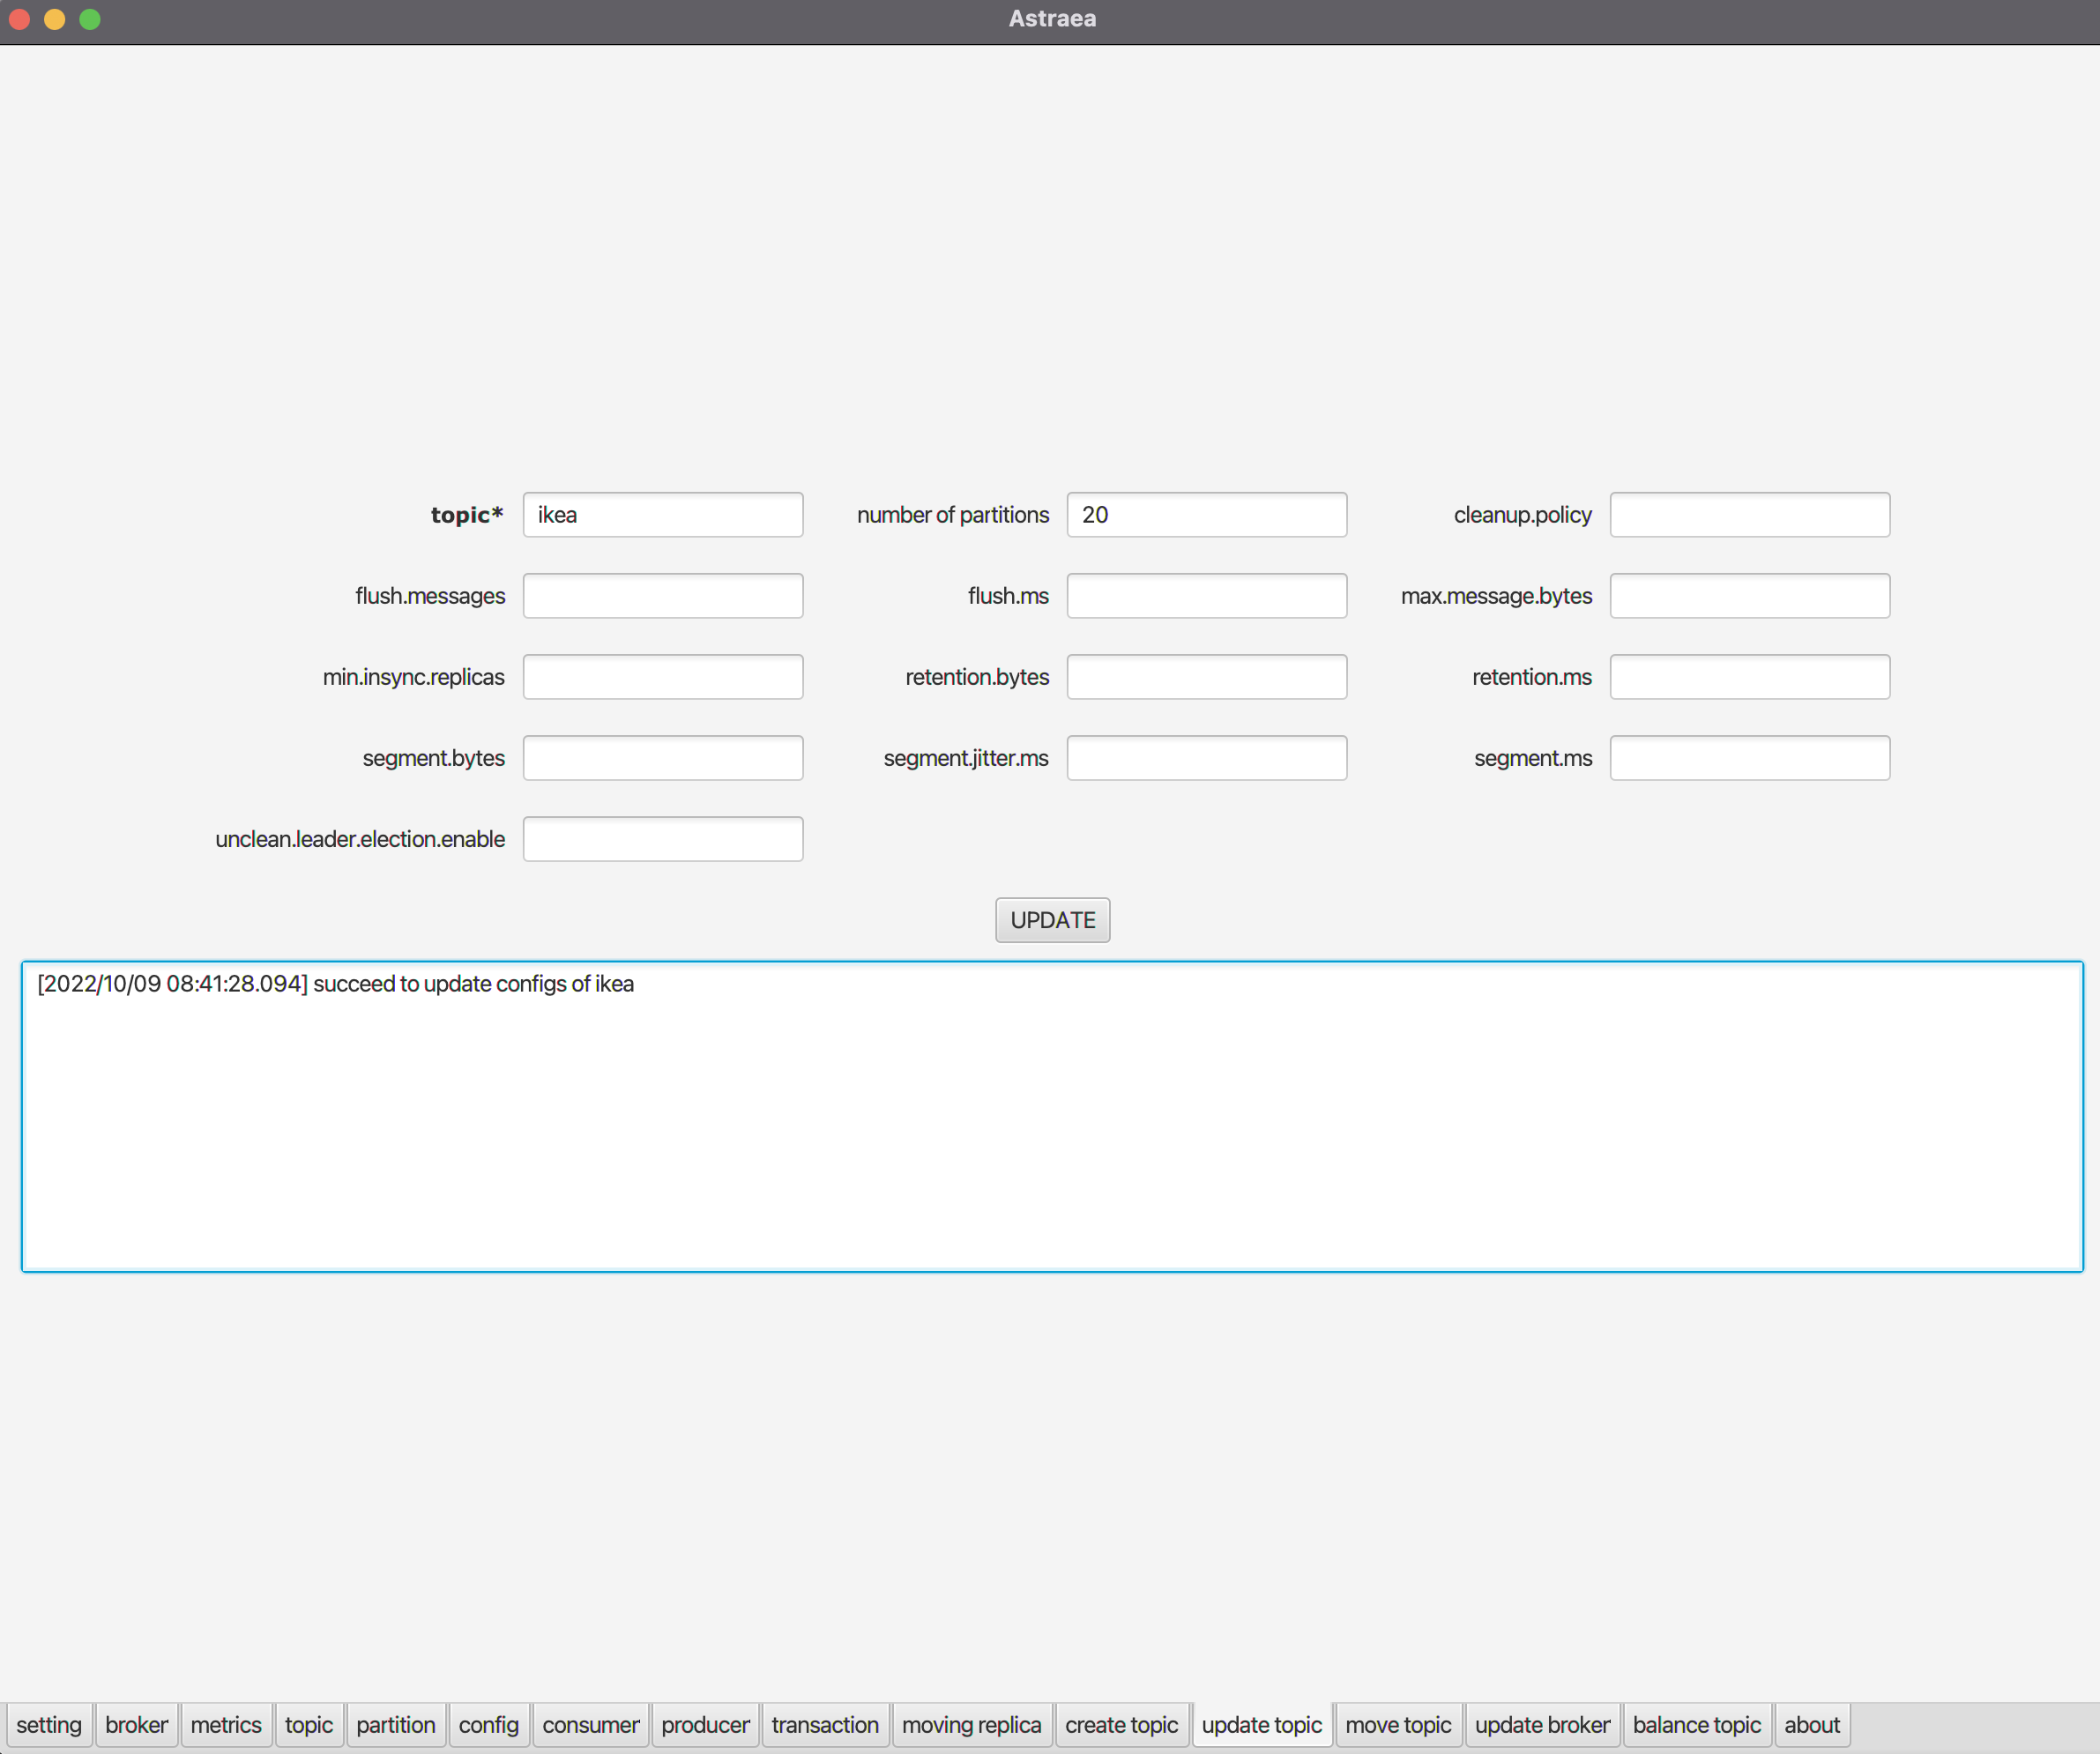 Astraea
topic* ikea number of partitions 20 cleanup.policy
flush.messages flush.ms max.message.bytes
min.insync.replicas retention.bytes retention.ms
segment.bytes segment.jitter.ms segment.ms
unclean.leader.election.enable
UPDATE
[2022/10/09 08:41:28.094] succeed to update configs of ikea
setting broker metrics topic partition config consumer producer transaction moving replica create topic update topic move topic update broker balance topic about